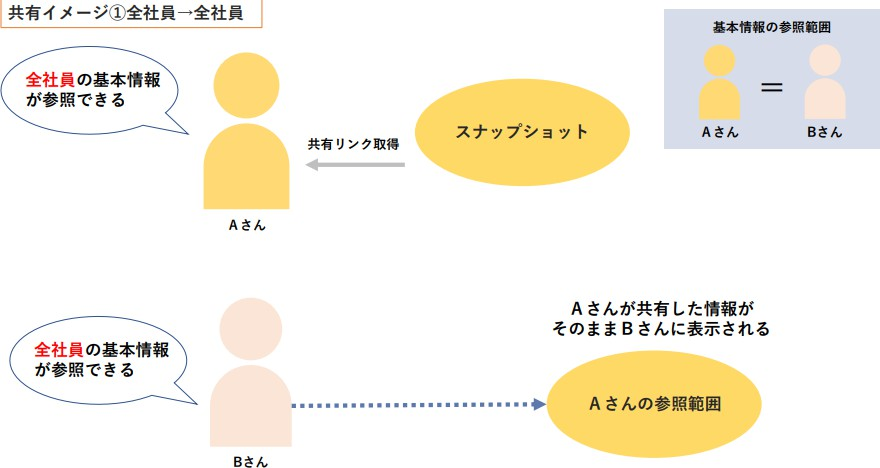 共有イメージ①全社員→全社員
基本情報の参照範囲
＝
Aさん
Bさん
全社員の基本情報
が参照できる
共有リンク取得
スナップショット
Aさん
Aさんが共有した情報が
そのままBさんに表示される
全社員の基本情報
が参照できる
Aさんの参照範囲
Bさん